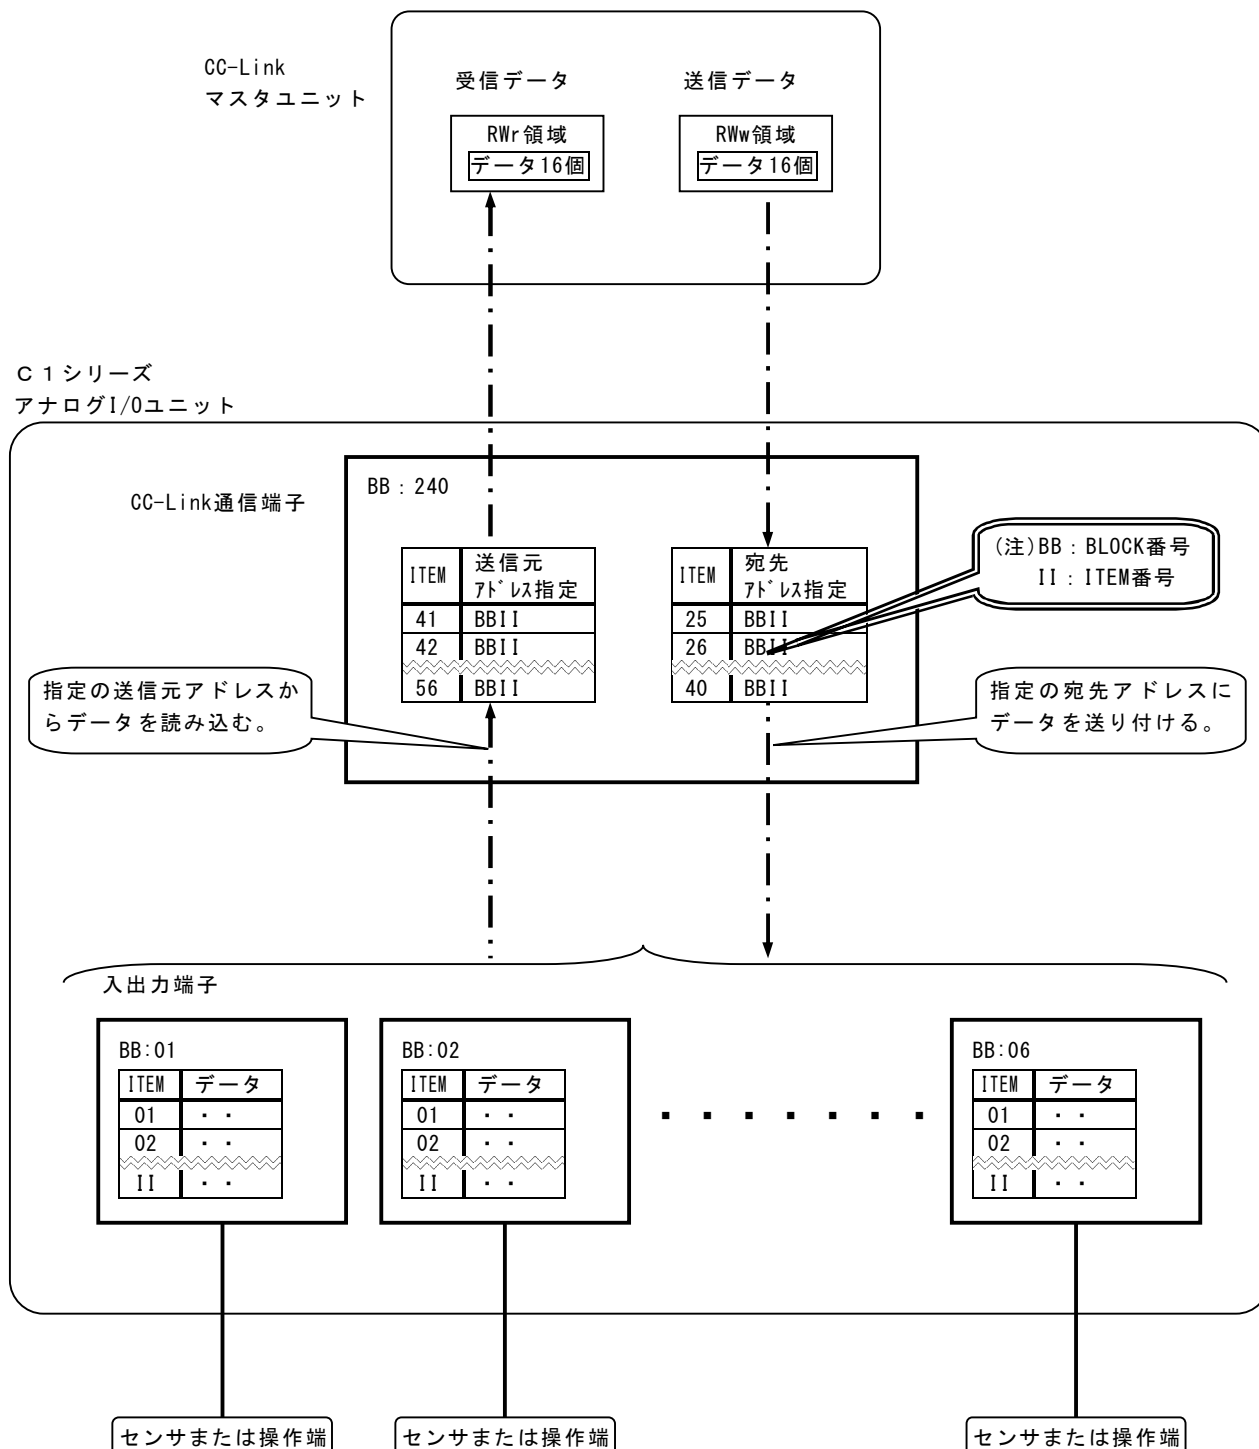 CC-Link
マスタユニット
受信データ
送信データ
RWr領域
データ16個
RWw領域
データ16個
C1シリーズ
アナログI/Oユニット
CC-Link通信端子
BB：240
ITEM 送信元
アドレス指定
41 BBII
42 BBII
56 BBII
ITEM 宛先
アドレス指定
25 BBII
26 BBII
40 BBII
(注)BB：BLOCK番号
II：ITEM番号
指定の送信元アドレスか
らデータを読み込む。
指定の宛先アドレスに
データを送り付ける。
入出力端子
BB:01
ITEM データ
01 ・・
02 ・・
II ・・
BB:02
ITEM データ
01 ・・
02 ・・
II ・・
・・・・・・・
BB:06
ITEM データ
01 ・・
02 ・・
II ・・
センサまたは操作端
センサまたは操作端
センサまたは操作端